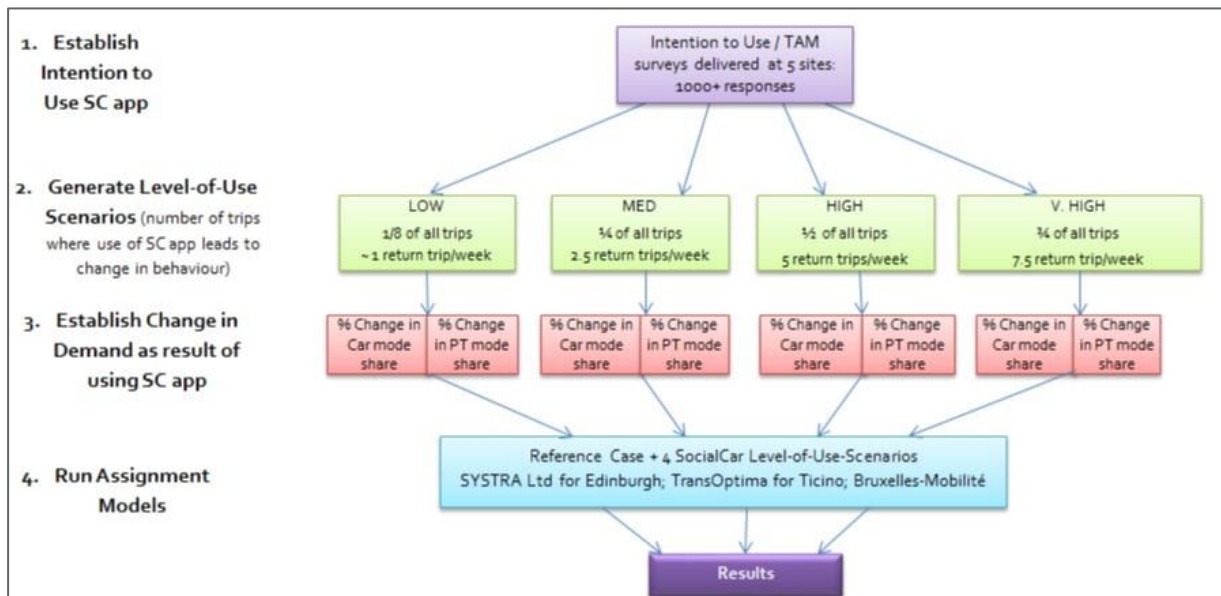 1. Establish
Intention to
Use SC app
Intention to Use / TAM
surveys delivered at 5 sites:
1000+ responses
2. Generate Level-of-Use
Scenarios (number of trips
where use of SC app leads to
change in behaviour)
LOW
1/8 of all trips
~1 return trip/week
MED
¼ of all trips
2.5 return trips/week
HIGH
½ of all trips
5 return trips/week
V. HIGH
¾ of all trips
7.5 return trips/week
3. Establish Change in
Demand as result of
using SC app
% Change in
Car mode
share
% Change
in PT mode
share
% Change in
Car mode
share
% Change
in PT mode
share
% Change in
Car mode
share
% Change
in PT mode
share
% Change in
Car mode
share
% Change
in PT mode
share
4. Run Assignment
Models
Reference Case + 4 SocialCar Level-of-Use-Scenarios
SYSTRA Ltd for Edinburgh; TransOptima for Ticino; Bruxelles-Mobilité
Results